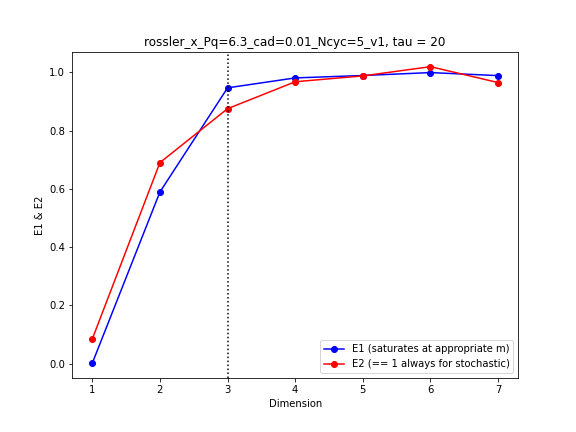 rossler_x_Pq=6.3_cad=0.01_Ncyc=5_v1, tau = 20
1.0
0.8
0.6
0.4
0.2
0.0
E1 & E2
E1 (saturates at appropriate m)
E2 (== 1 always for stochastic)
1 2 3 4 5 6 7
Dimension